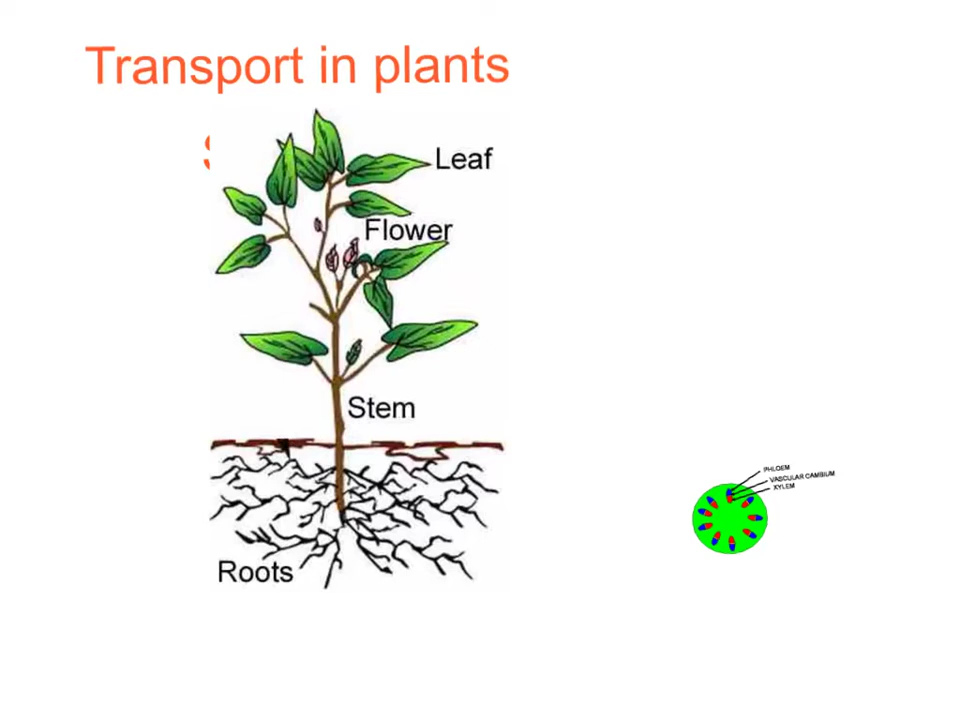 Transport in plants
Leaf
Flower
Stem
Roots
PHLOEM
VASCULAR CAMBIUM
XYLEM